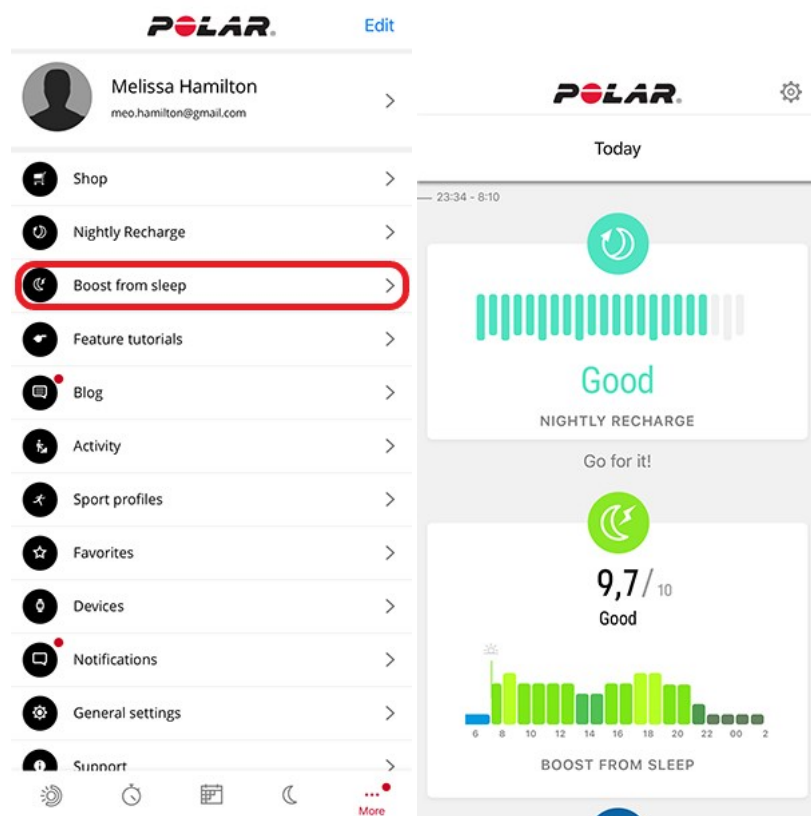 POLAR.
Edit
Melissa Hamilton
meo.hamilton@gmail.com
Shop
Nightly Recharge
Boost from sleep
Feature tutorials
Blog
Activity
Sport profiles
Favorites
Devices
Notifications
General settings
Support
More
POLAR.
Today
23:34 - 8:10
Good
NIGHTLY RECHARGE
Go for it!
9,7/ 10
Good
6 8 10 12 14 16 18 20 22 00 2
BOOST FROM SLEEP